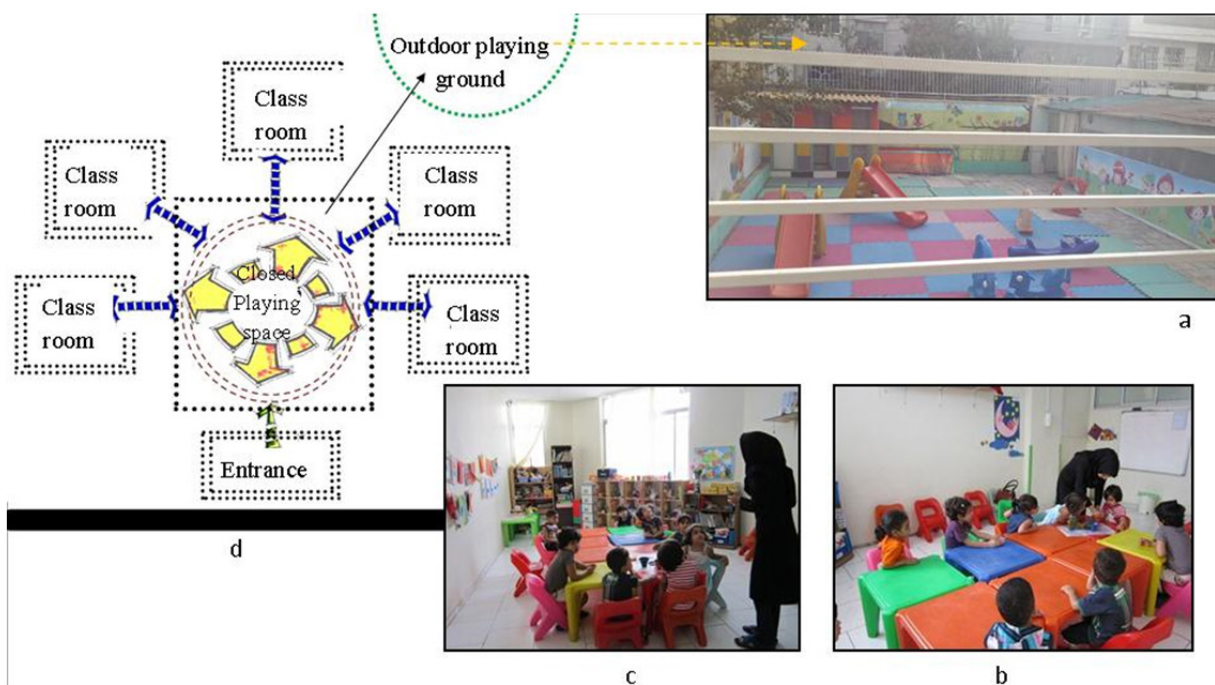 Outdoor playing
ground
Class
room
Class
room
Class
room
Class
room
Class
room
Closed
Playing
space
Entrance
a
b
c
d